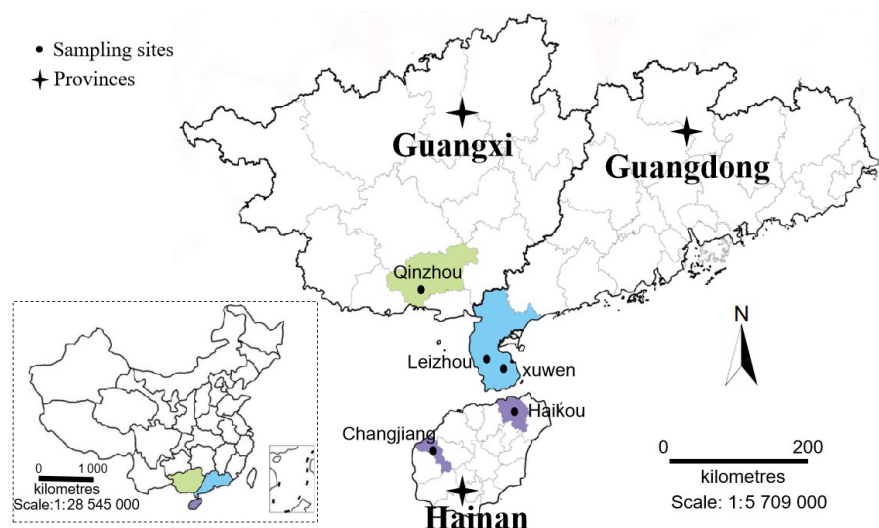 Sampling sites
Provinces
Guangxi
Guangdong
Qinzhou
N
Leizhou
xuwen
Haikou
Changjiang
0 200
kilometres
Scale: 1:5 709 000
Hainan
0 1 000
kilometres
Scale:1:28 545 000